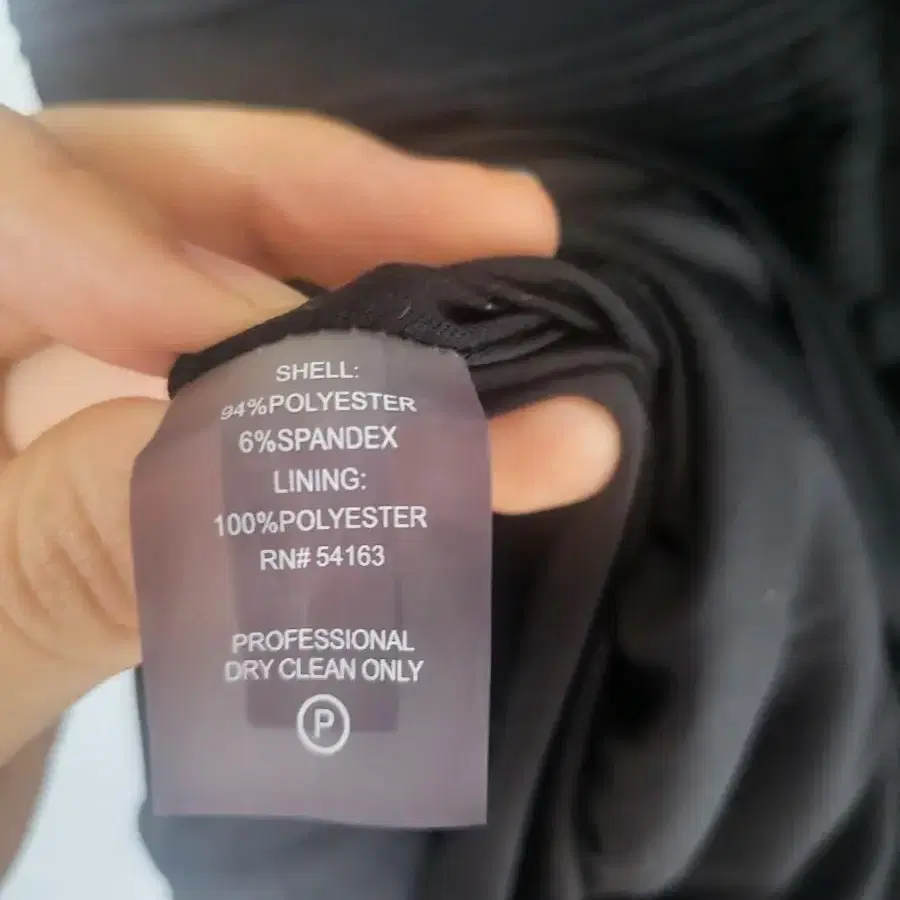 SHELL:
94%POLYESTER
6%SPANDEX
LINING:
100%POLYESTER
RN# 54163
PROFESSIONAL
DRY CLEAN ONLY
P